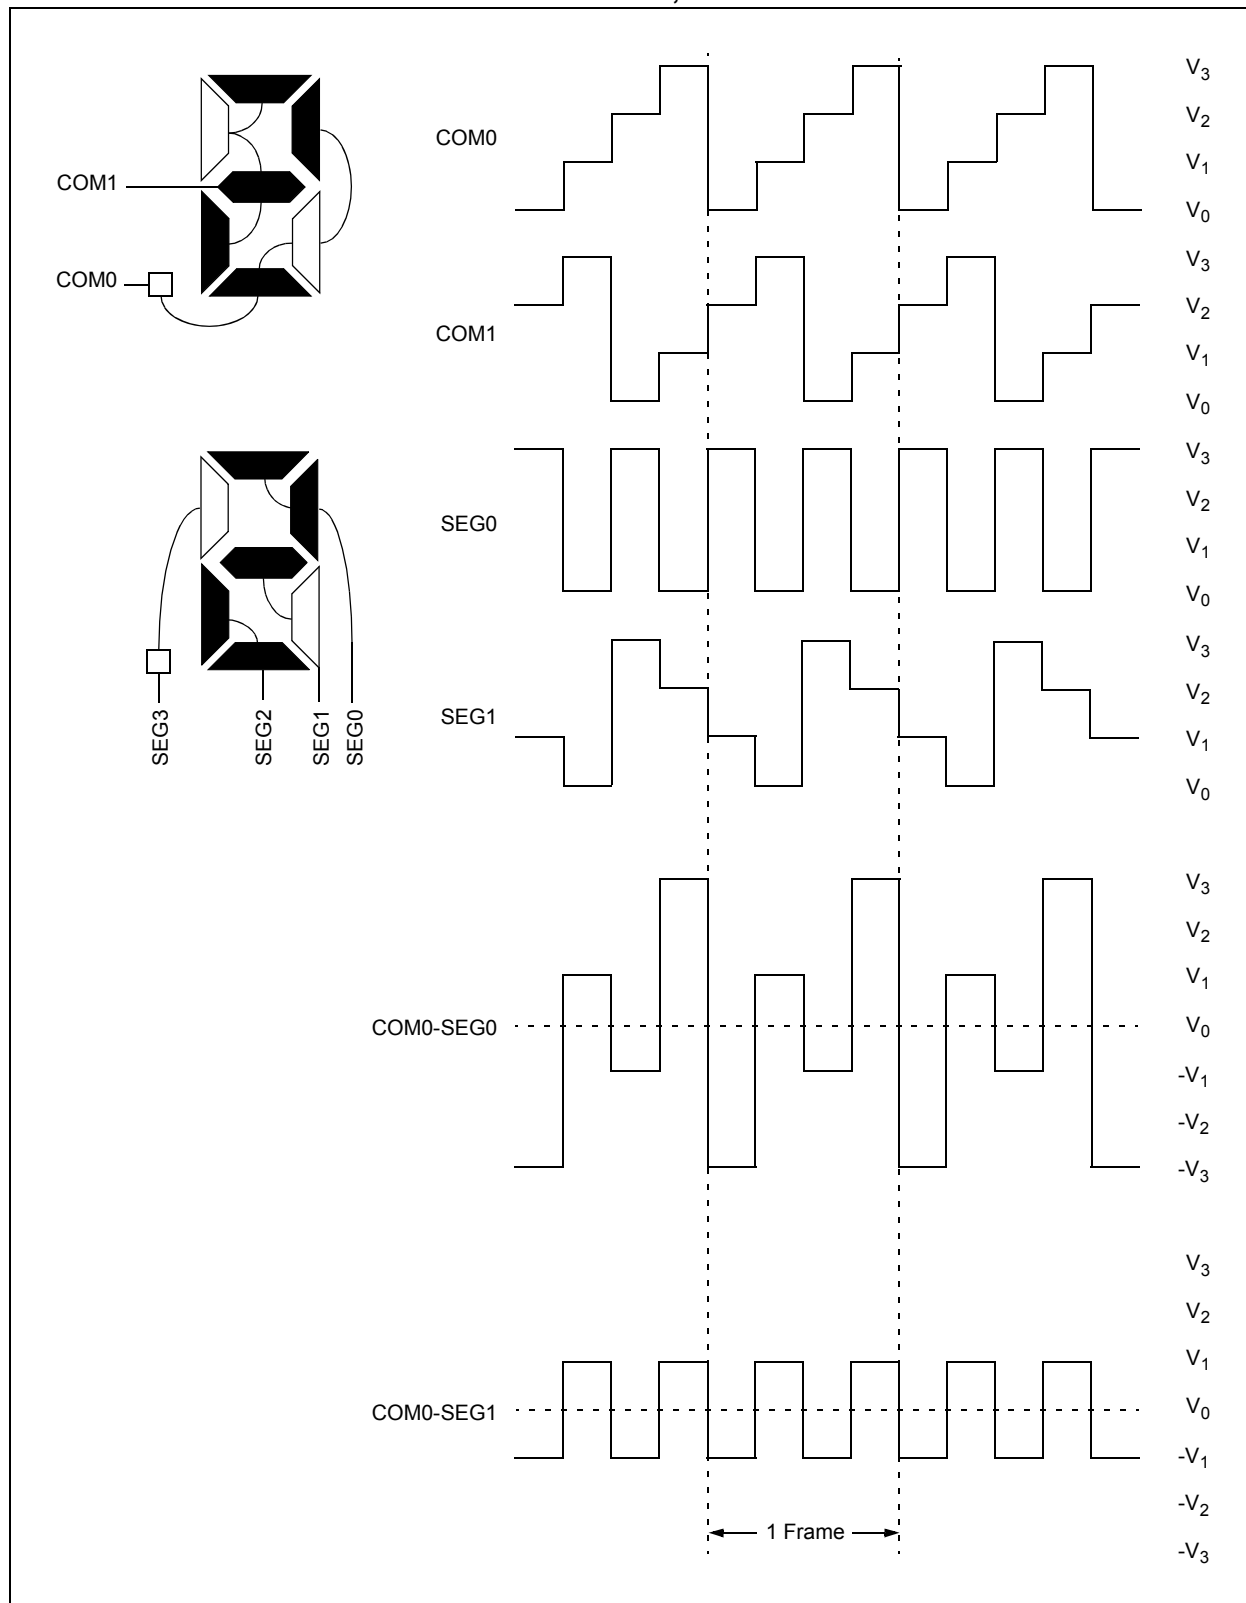 COM1
COM0
SEG3
SEG2
SEG1
SEG0
COM0
V3
V2
V1
V0
COM1
V3
V2
V1
V0
SEG0
V3
V2
V1
V0
SEG1
V3
V2
V1
V0
COM0-SEG0
V3
V2
V1
V0
-V1
-V2
-V3
COM0-SEG1
V3
V2
V1
V0
-V1
-V2
-V3
1 Frame